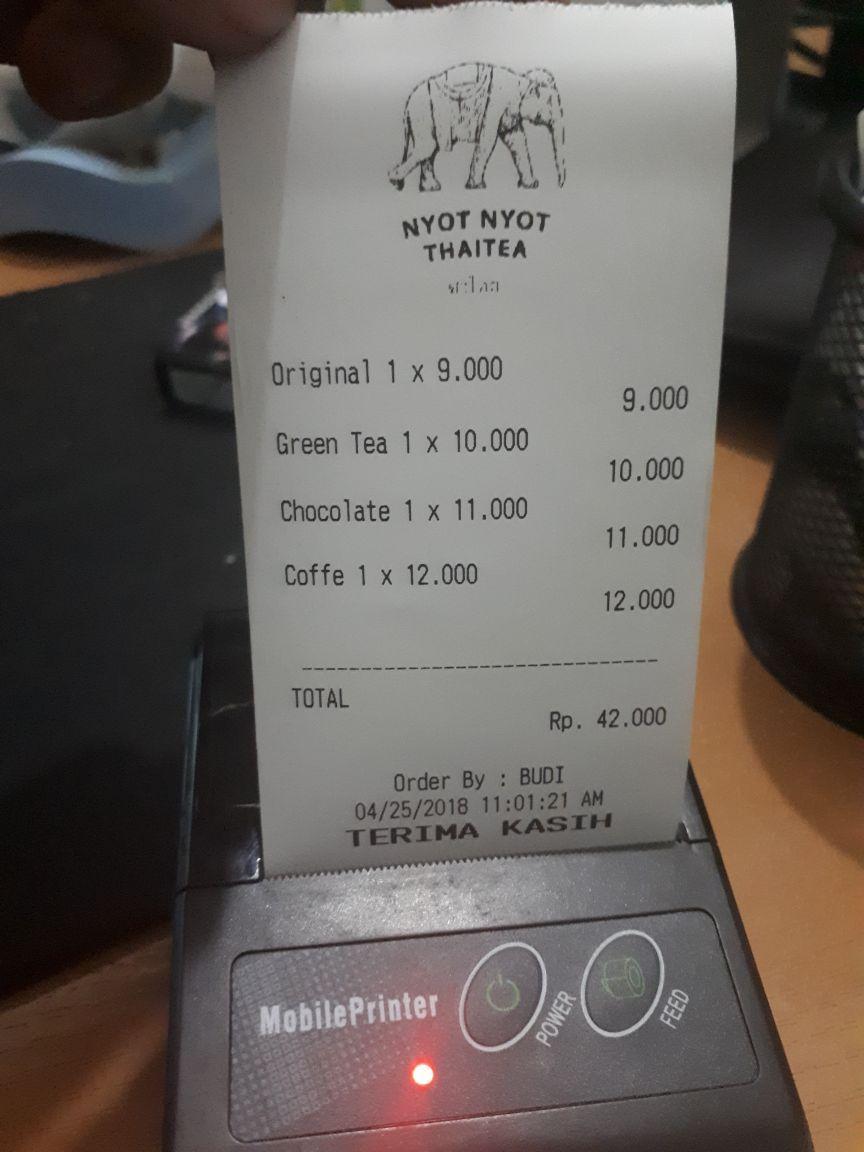 NYOT NYOT
THAITEA
Original 1 x 9.000
9.000
Green Tea 1 x 10.000
10.000
Chocolate 1 x 11.000
11.000
Coffe 1 x 12.000
12.000
------------------------------
TOTAL
Rp. 42.000
Order By : BUDI
04/25/2018 11:01:21 AM
TERIMA KASIH
MobilePrinter
POWER
FEED